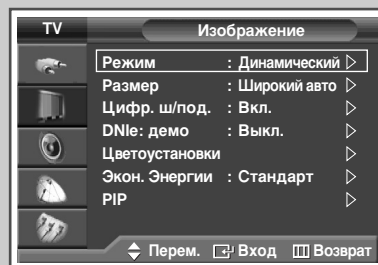 TV Изображение
Режим : Динамический
Размер : Широкий авто
Цифр. ш/под. : Вкл.
DNIe: демо : Выкл.
Цветоустановки
Экон. Энергии : Стандарт
PIP
Перем. Вход Возврат